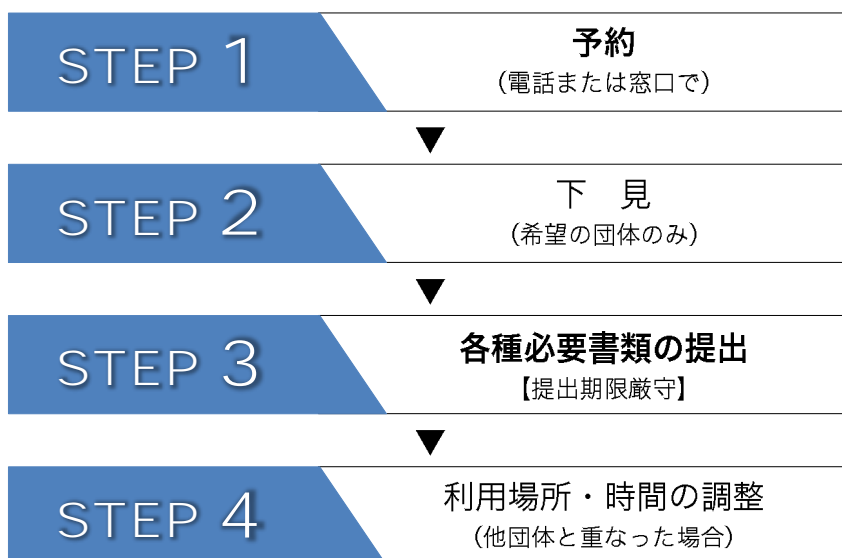 STEP 1
予約
（電話または窓口で）
▼
STEP 2
下　見
（希望の団体のみ）
▼
STEP 3
各種必要書類の提出
【提出期限厳守】
▼
STEP 4
利用場所・時間の調整
（他団体と重なった場合）